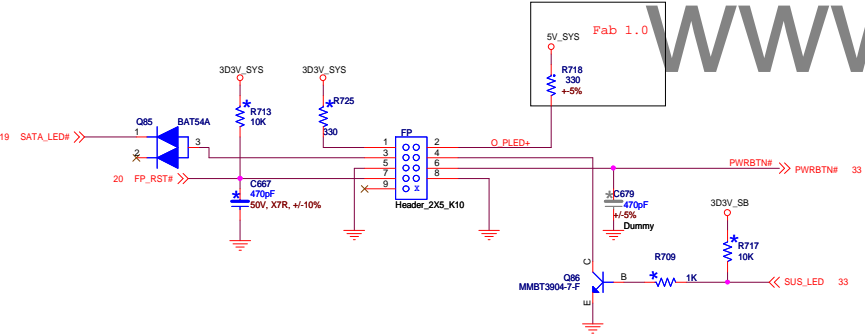 WWW
Fab 1.0
5V_SYS
R718
330
+-5%
3D3V_SYS
3D3V_SYS
R713
10K
R725
330
Q85
BAT54A
19 SATA_LED#
1
2
3
20 FP_RST#
C667
470pF
50V, X7R, +/-10%
FP
1
3
5
7
9
2
4
6
8
X
Header_2X5_K10
O_PLED+
PWRBTN#
PWRBTN# 33
C679
470pF
+/-5%
Dummy
3D3V_SB
R717
10K
R709
1K
SUS_LED 33
Q86
MMBT3904-7-F
C
B
E